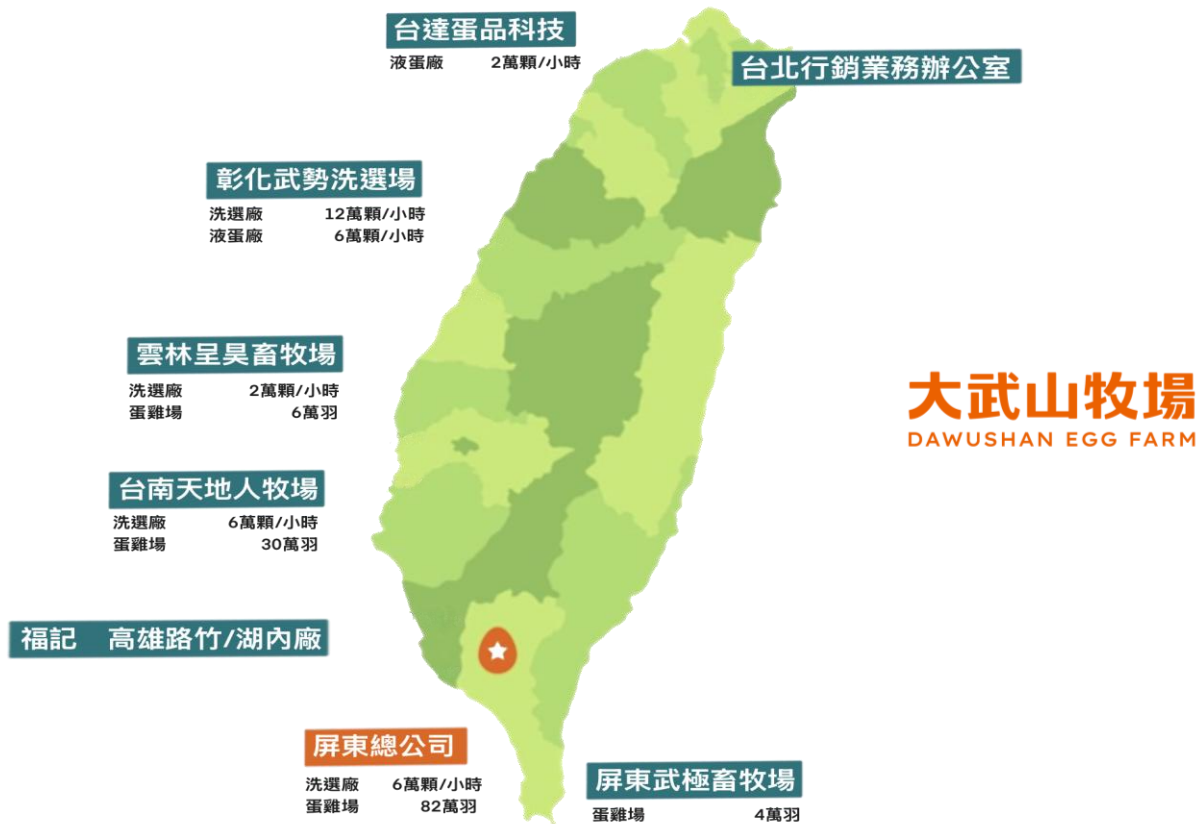 台達蛋品科技
液蛋廠 2萬顆/小時
台北行銷業務辦公室
彰化武勢洗選場
洗選廠 12萬顆/小時
液蛋廠 6萬顆/小時
雲林呈昊畜牧場
洗選廠 2萬顆/小時
蛋雞場 6萬羽
大武山牧場
DAWUSHAN EGG FARM
台南天地人牧場
洗選廠 6萬顆/小時
蛋雞場 30萬羽
福記 高雄路竹/湖內廠
屏東總公司
洗選廠 6萬顆/小時
蛋雞場 82萬羽
屏東武極畜牧場
蛋雞場 4萬羽